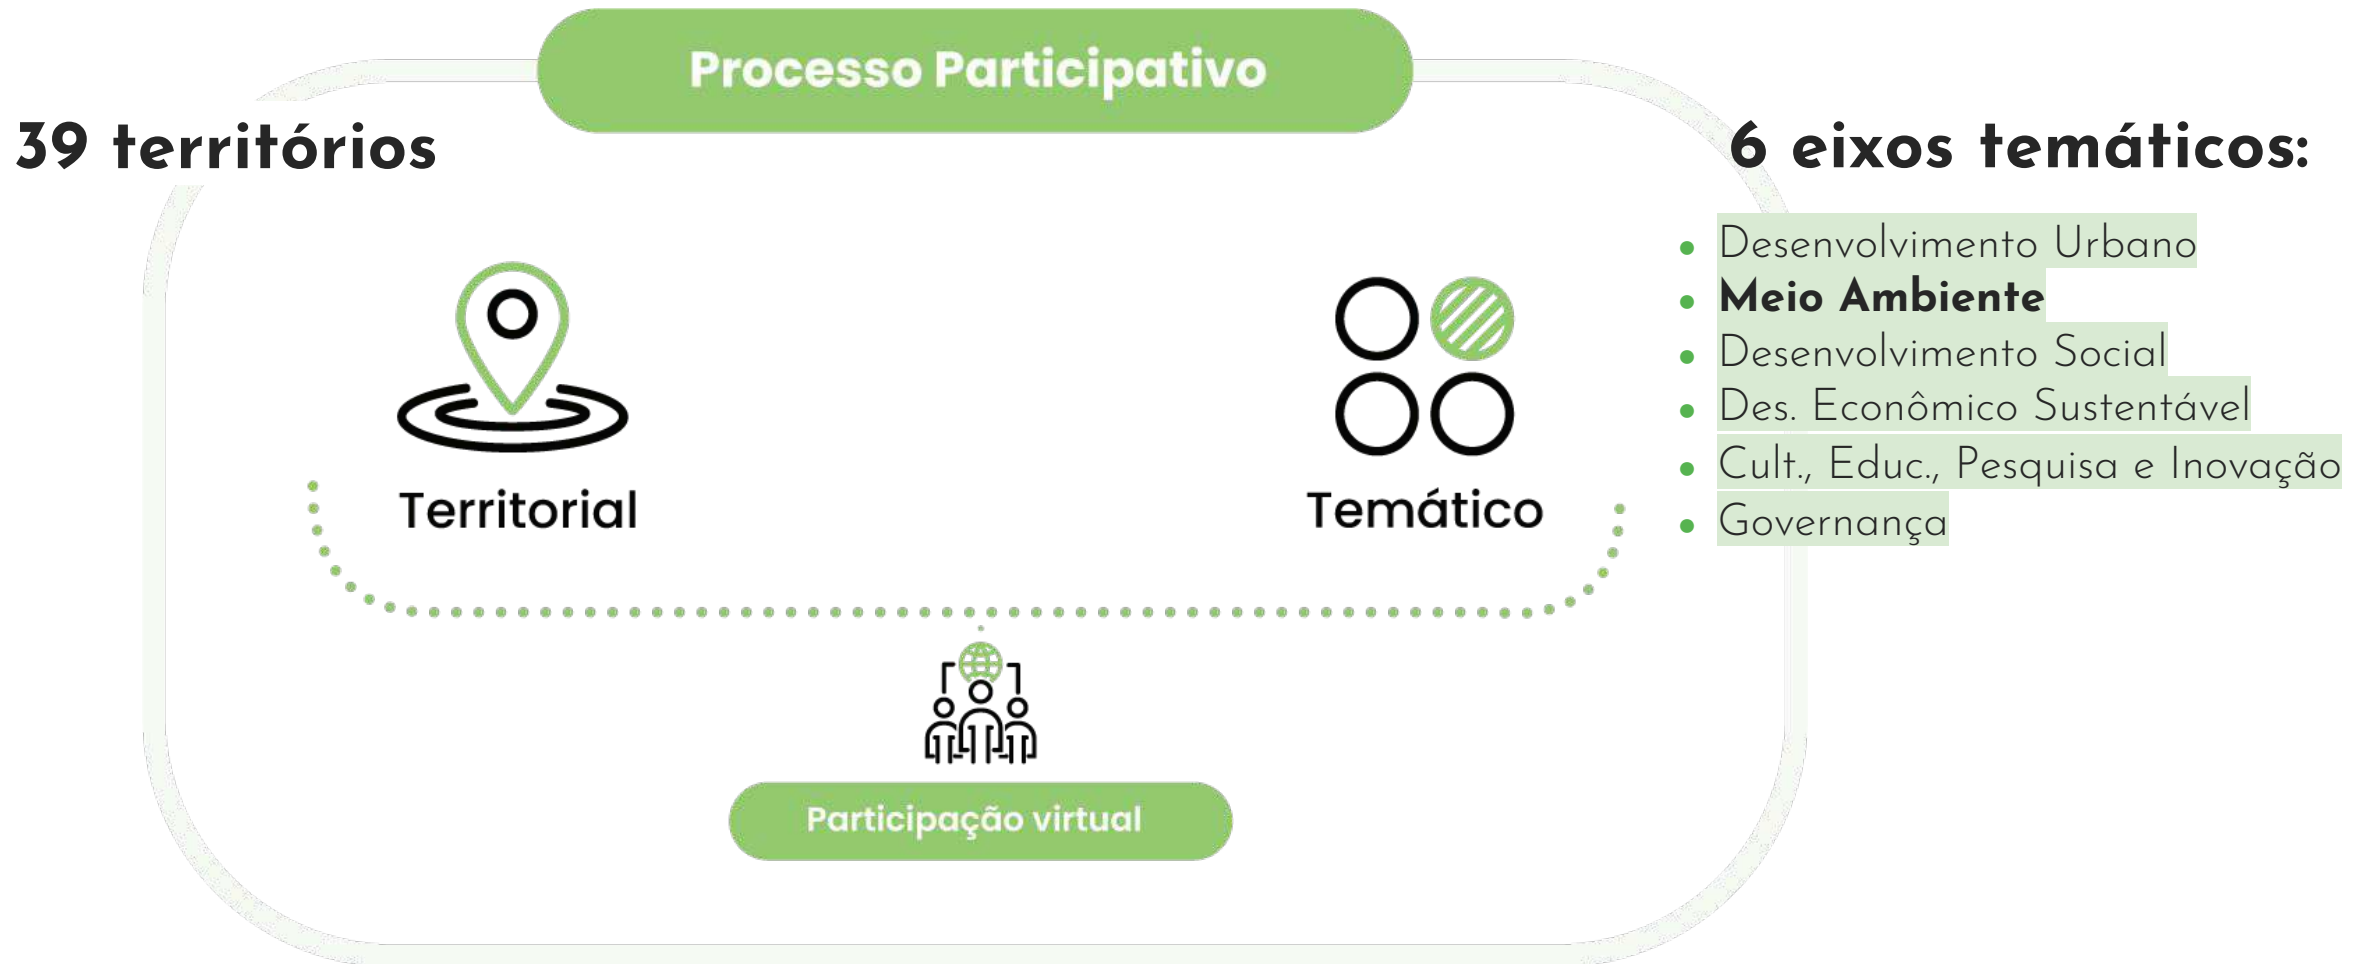 Processo Participativo
39 territórios
6 eixos temáticos:
Desenvolvimento Urbano
Meio Ambiente
Desenvolvimento Social
Des. Econômico Sustentável
Cult., Educ., Pesquisa e Inovação
Governança
Territorial
Temático
Participação virtual